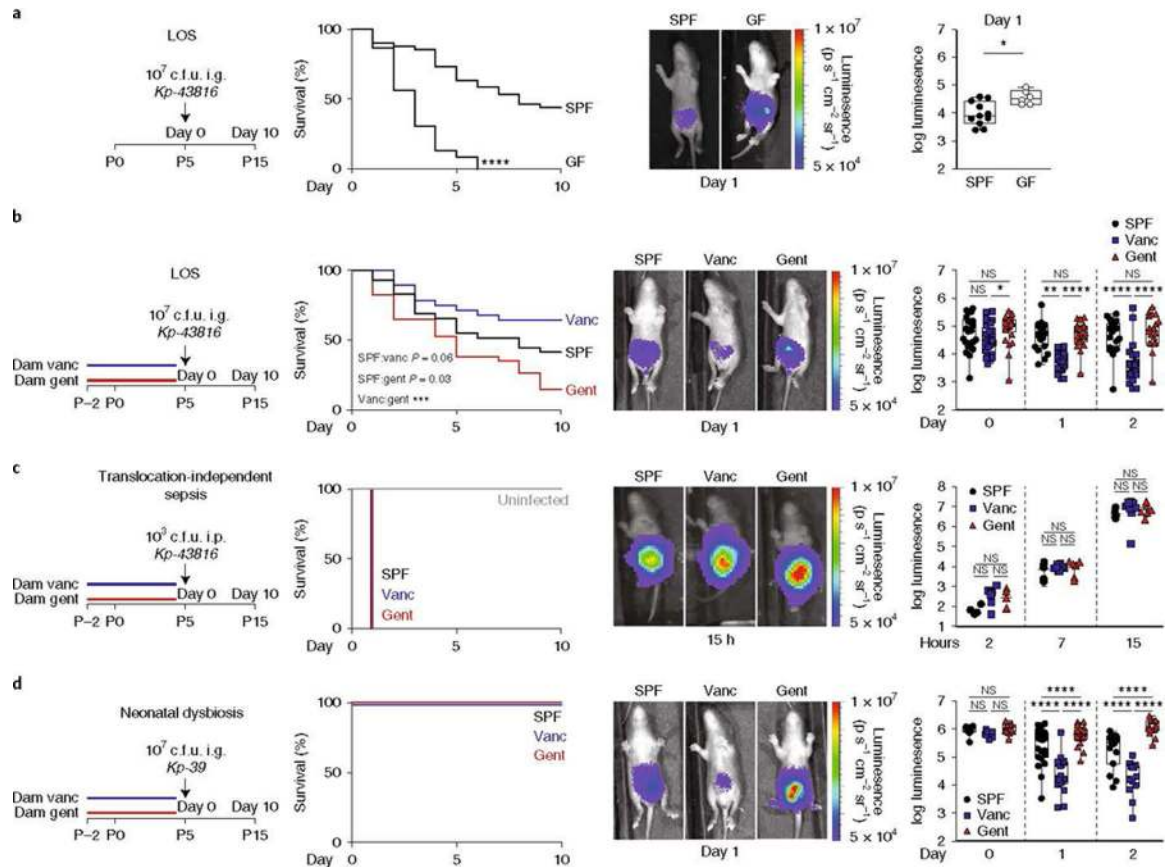 a
LOS
10⁷ c.f.u. i.g.
Kp-43816
Day 0 Day 10
P0 P5 P15
Survival (%)
100
50
0
SPF
GF
****
Day 0 5 10
SPF GF
Day 1
1 × 10⁷
Luminesence
(p s⁻¹ cm⁻² sr⁻¹)
5 × 10⁴
Day 1
*
log luminesence
7
6
5
4
3
2
1
SPF GF
b
LOS
10⁷ c.f.u. i.g.
Kp-43816
Dam vanc
Dam gent
Day 0 Day 10
P–2 P0 P5 P15
Survival (%)
100
50
0
Vanc
SPF
Gent
SPF:vanc P = 0.06
SPF:gent P = 0.03
Vanc:gent ***
Day 0 5 10
SPF Vanc Gent
Day 1
1 × 10⁷
Luminesence
(p s⁻¹ cm⁻² sr⁻¹)
5 × 10⁴
SPF
Vanc
Gent
NS NS NS
NS * ** **** **** ****
log luminesence
7
6
5
4
3
2
Day 0 1 2
c
Translocation-independent
sepsis
10³ c.f.u. i.p.
Kp-43816
Dam vanc
Dam gent
Day 0 Day 10
P–2 P0 P5 P15
Survival (%)
100
50
0
Uninfected
SPF
Vanc
Gent
Day 0 5 10
SPF Vanc Gent
15 h
1 × 10⁷
Luminesence
(p s⁻¹ cm⁻² sr⁻¹)
5 × 10⁴
SPF
Vanc
Gent
NS NS NS
NS NS NS NS NS NS
log luminesence
8
7
6
5
4
3
2
1
Hours 2 7 15
d
Neonatal dysbiosis
10⁷ c.f.u. i.g.
Kp-39
Dam vanc
Dam gent
Day 0 Day 10
P–2 P0 P5 P15
Survival (%)
100
50
0
SPF
Vanc
Gent
Day 0 5 10
SPF Vanc Gent
Day 1
1 × 10⁷
Luminesence
(p s⁻¹ cm⁻² sr⁻¹)
5 × 10⁴
NS **** ****
NS NS **** **** **** ****
log luminesence
7
6
5
4
3
2
SPF
Vanc
Gent
Day 0 1 2